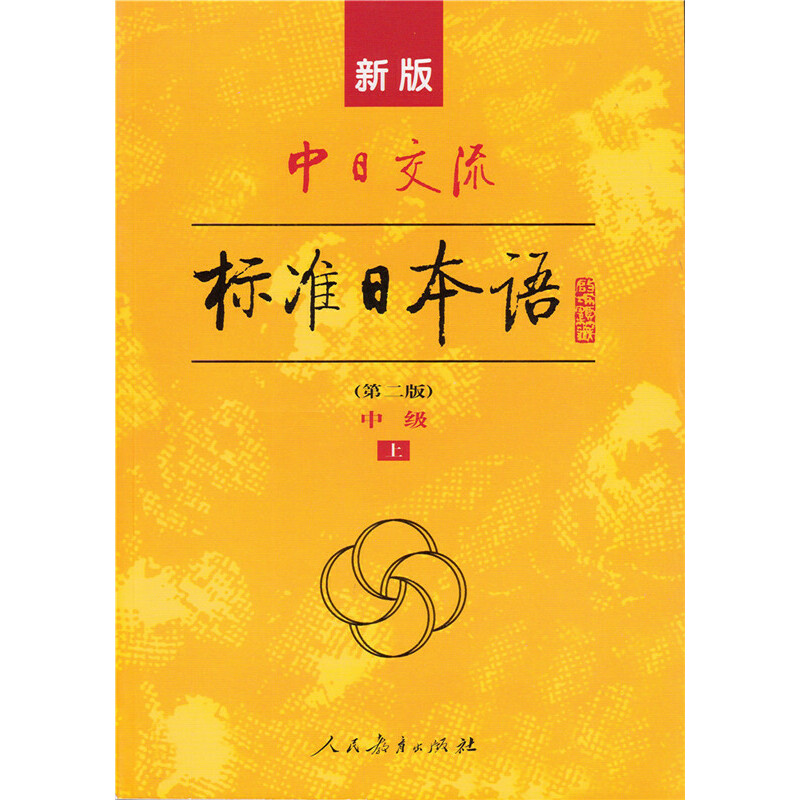 新版
中日交流
标准日本语
(第二版)
中级
上
人民教育出版社